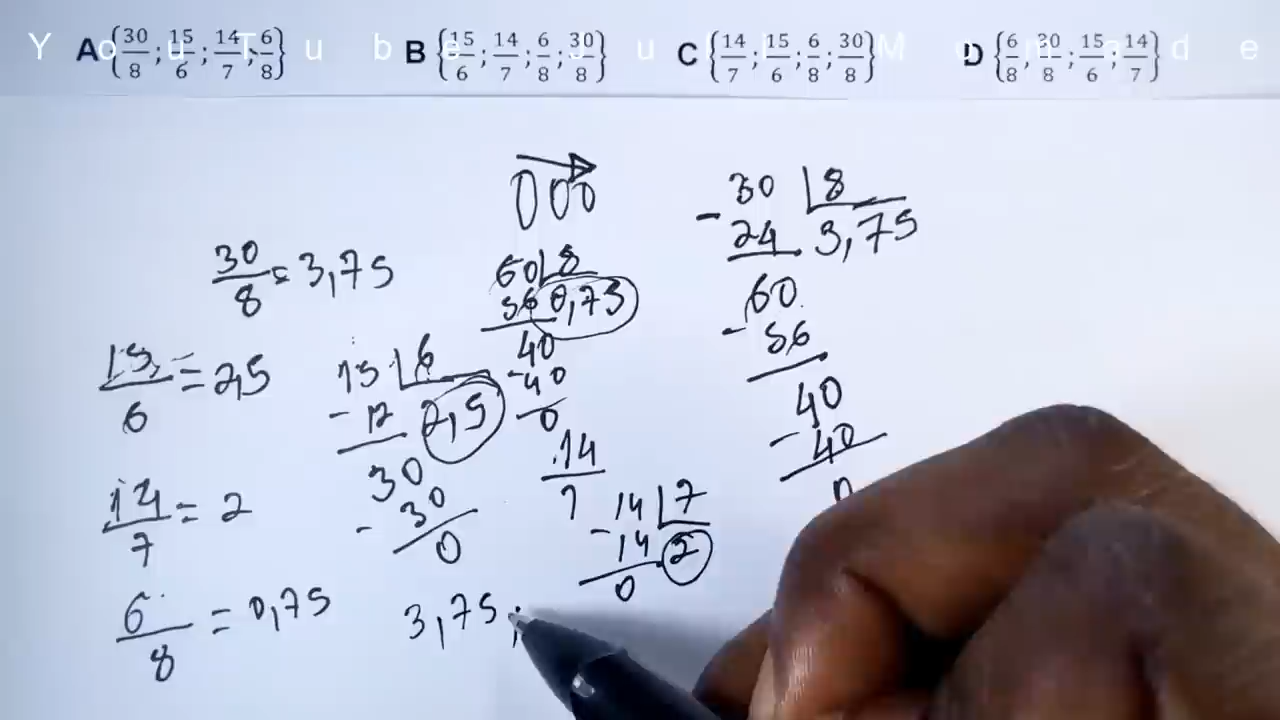 Y o u T u b e J u l M m a d e
A {30/8 ; 15/6 ; 14/7 ; 6/8} B {15/6 ; 14/7 ; 6/8 ; 30/8} C {14/7 ; 15/6 ; 6/8 ; 30/8} D {6/8 ; 30/8 ; 15/6 ; 14/7}
000
30/8 = 3,75
15/6 = 2,5
14/7 = 2
6/8 = 0,75
15 | 6
- 12 2,5
30
- 30
0
60 | 8
56 0,75
40
- 40
0
14
7
14 | 7
- 14 2
0
30 | 8
- 24 3,75
60
- 56
40
- 40
0
3,75 ;